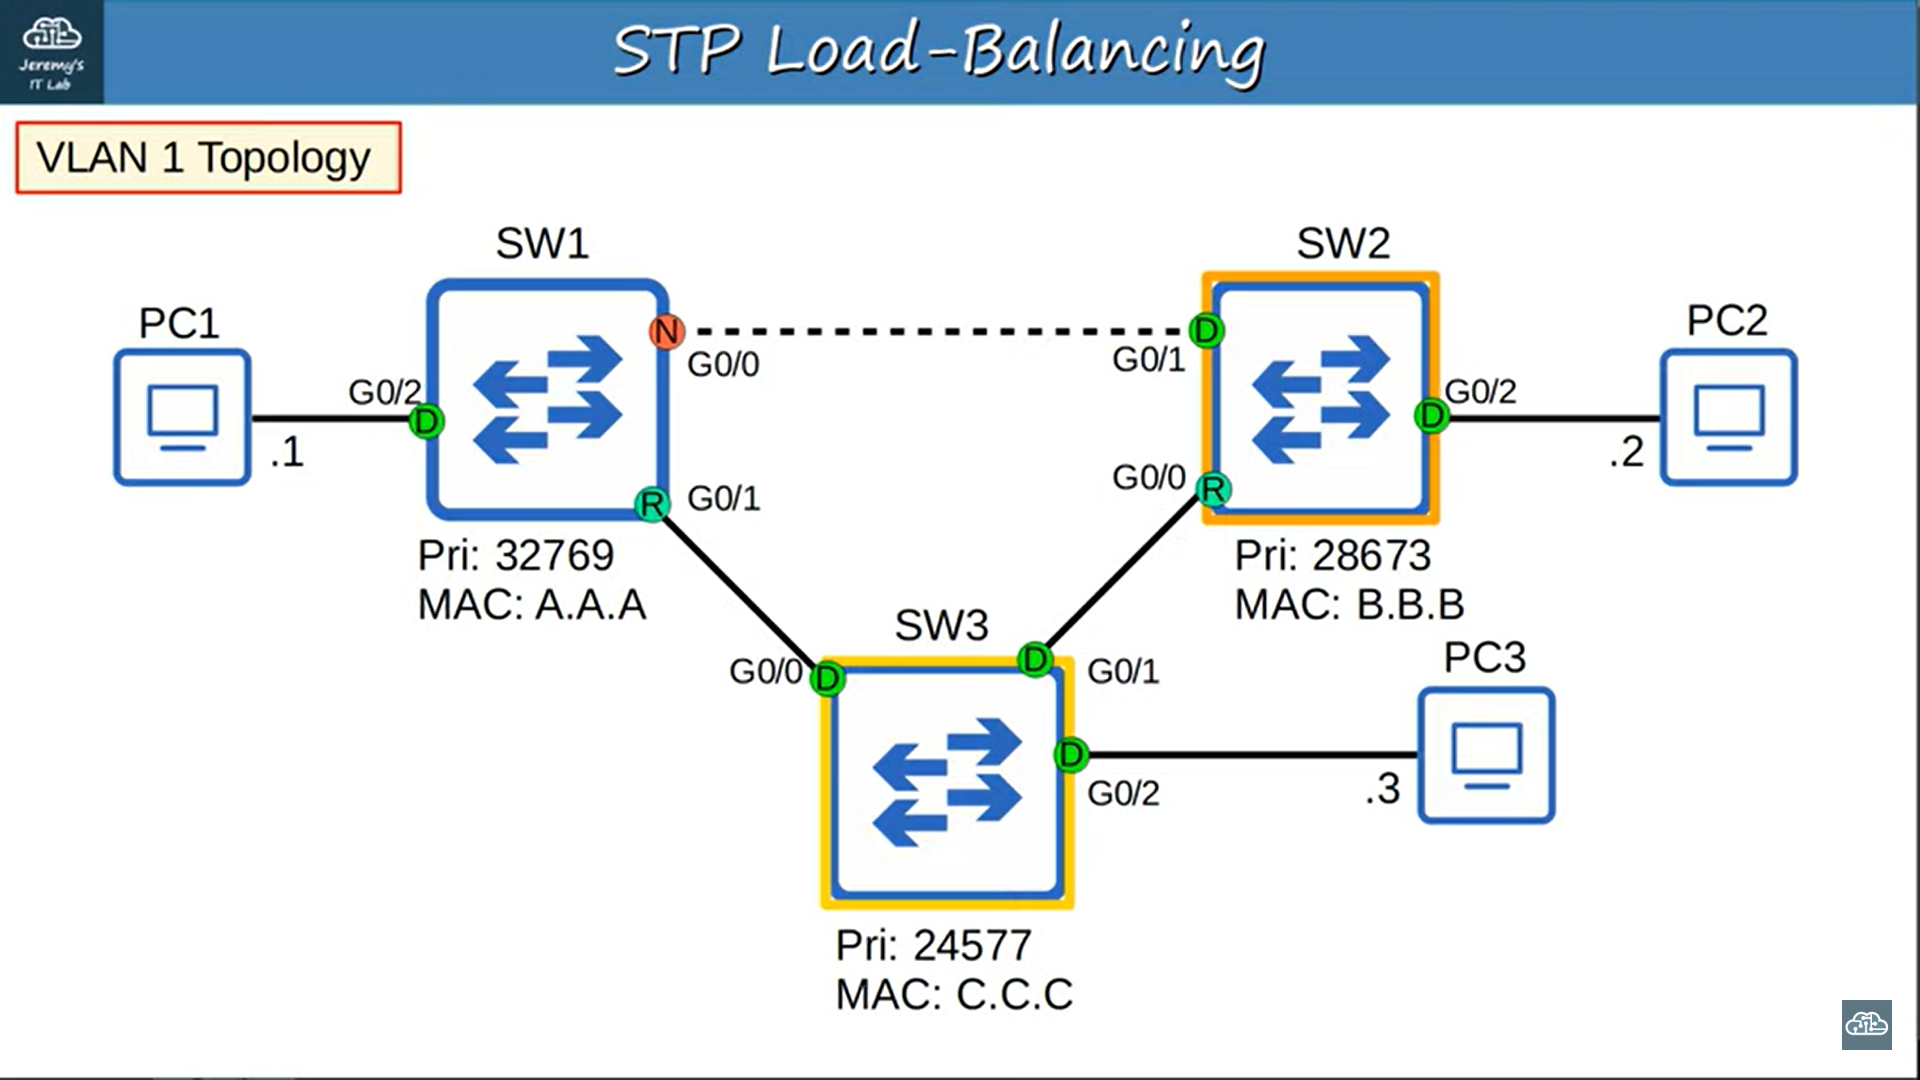 STP Load-Balancing
Jeremy's
IT Lab
VLAN 1 Topology
SW1
SW2
PC1
PC2
N
D
G0/0
G0/1
G0/2
D
D
G0/2
.1
.2
G0/0
R
R
G0/1
Pri: 32769
MAC: A.A.A
Pri: 28673
MAC: B.B.B
SW3
PC3
G0/0
D
D
G0/1
D
G0/2
.3
Pri: 24577
MAC: C.C.C